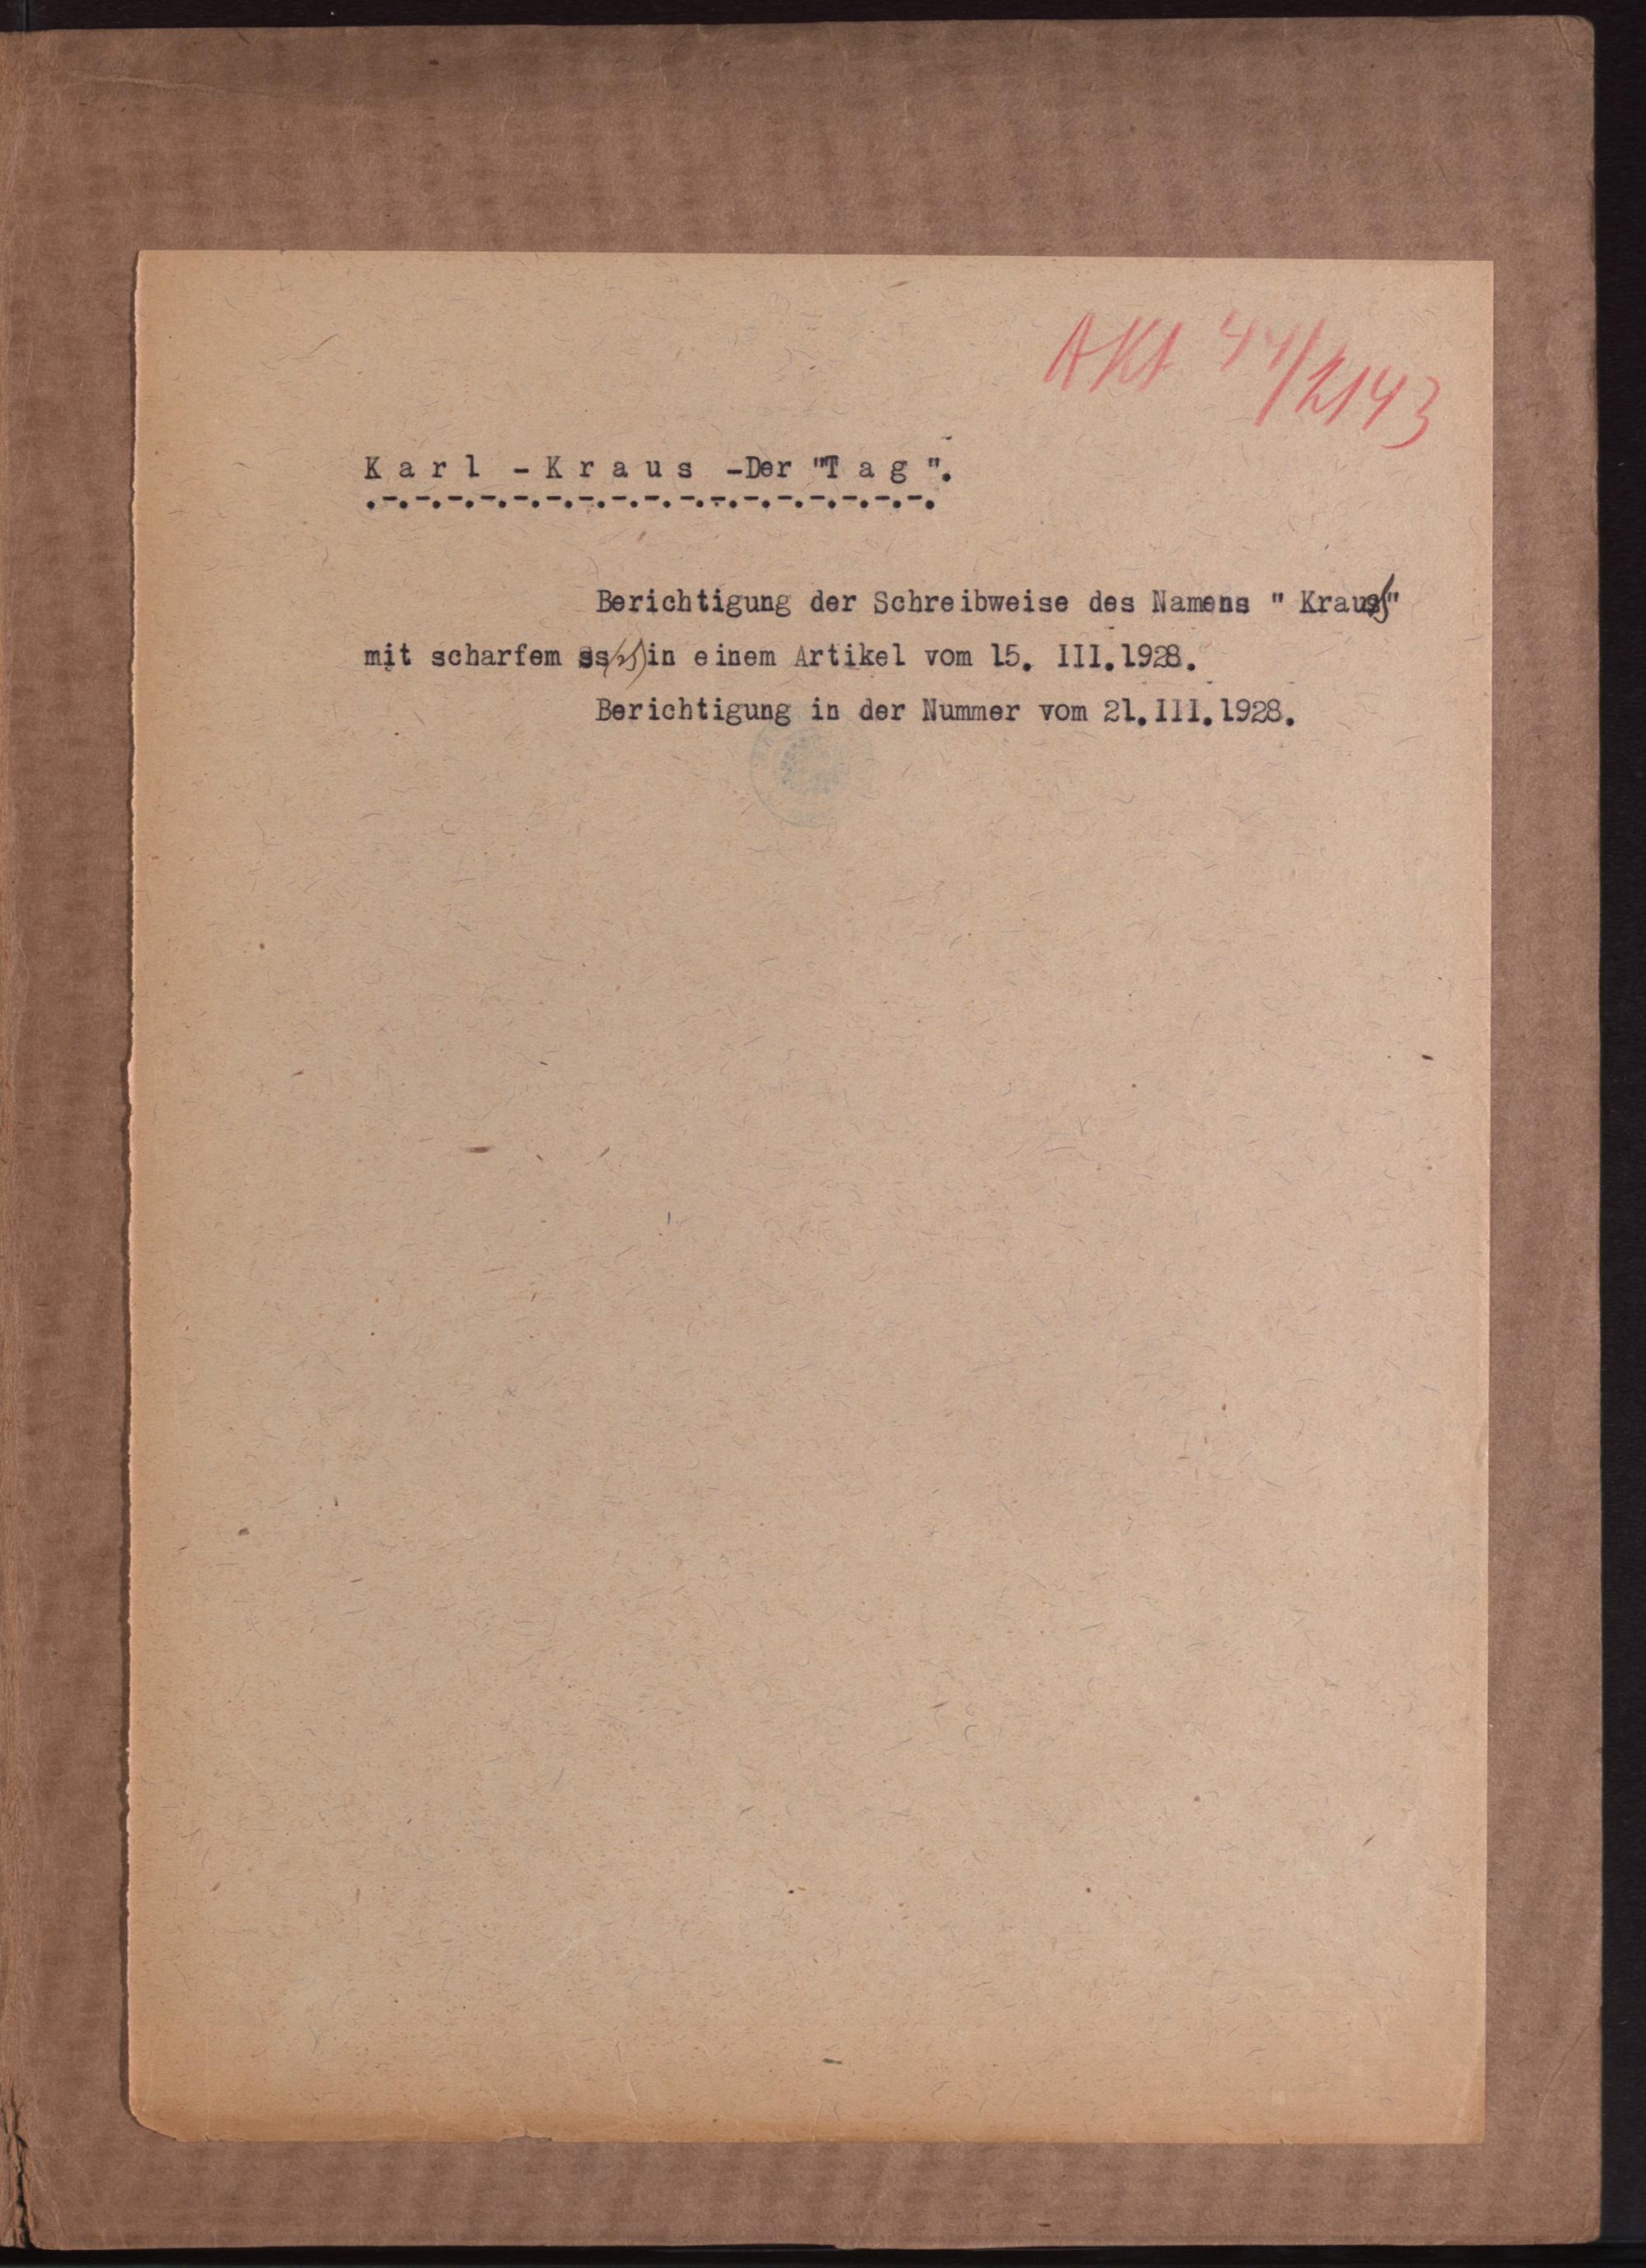 Akt 44/2143
Karl - Kraus - Der "Tag".
.-.-.-.-.-.-.-.-.-.-.-.-.-.-.-.-.-.
Berichtigung der Schreibweise des Namens " Krauß"
mit scharfem ss (ß) in einem Artikel vom 15. III.1928.
Berichtigung in der Nummer vom 21.III.1928.